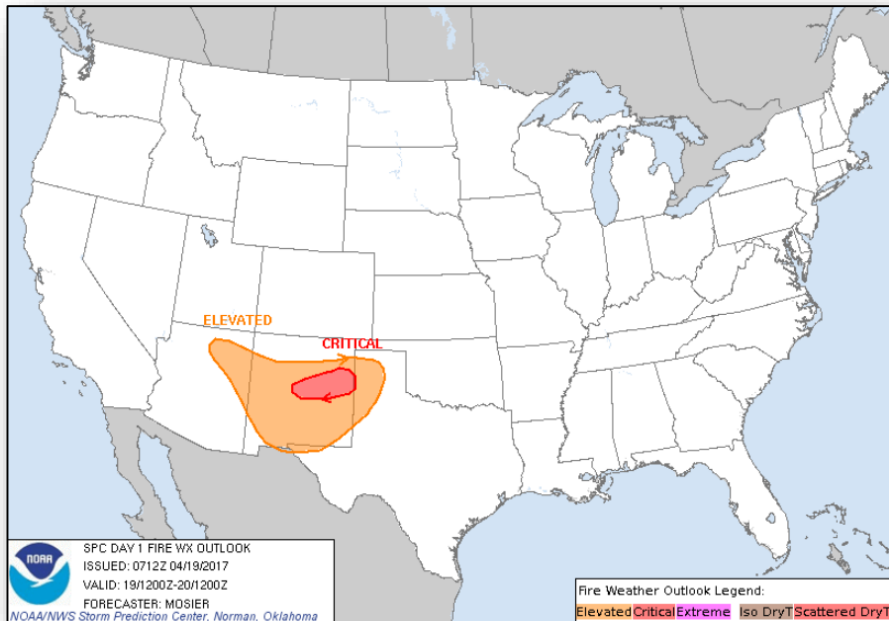 ELEVATED
CRITICAL
NOAA
SPC DAY 1 FIRE WX OUTLOOK
ISSUED: 0712Z 04/19/2017
VALID: 19/1200Z-20/1200Z
FORECASTER: MOSIER
NOAA/NWS Storm Prediction Center, Norman, Oklahoma
Fire Weather Outlook Legend:
Elevated Critical Extreme Iso DryT Scattered DryT